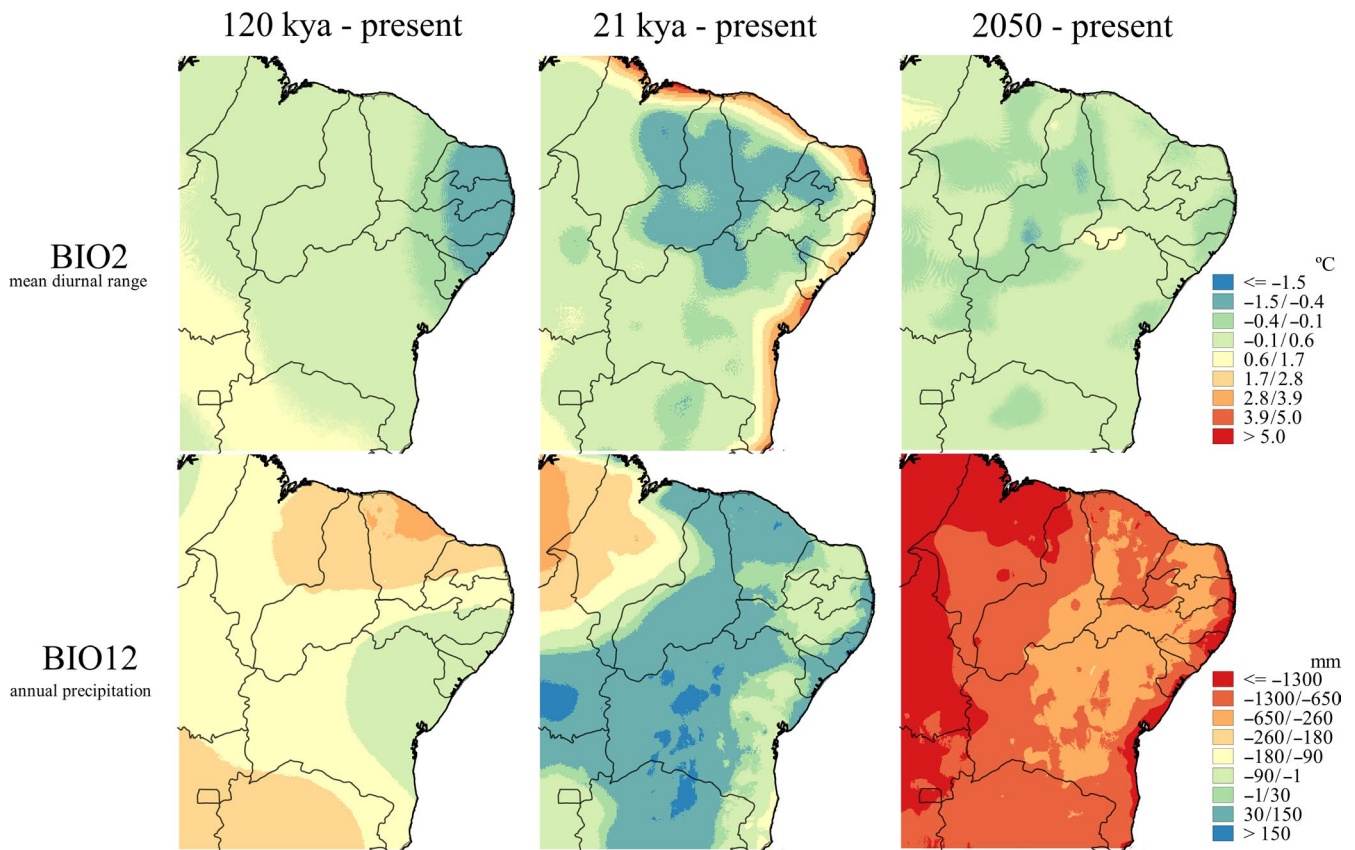 120 kya - present
21 kya - present
2050 - present
BIO2
mean diurnal range
ºC
<= –1.5
–1.5/–0.4
–0.4/–0.1
–0.1/0.6
0.6/1.7
1.7/2.8
2.8/3.9
3.9/5.0
> 5.0
BIO12
annual precipitation
mm
<= –1300
–1300/–650
–650/–260
–260/–180
–180/–90
–90/–1
–1/30
30/150
> 150